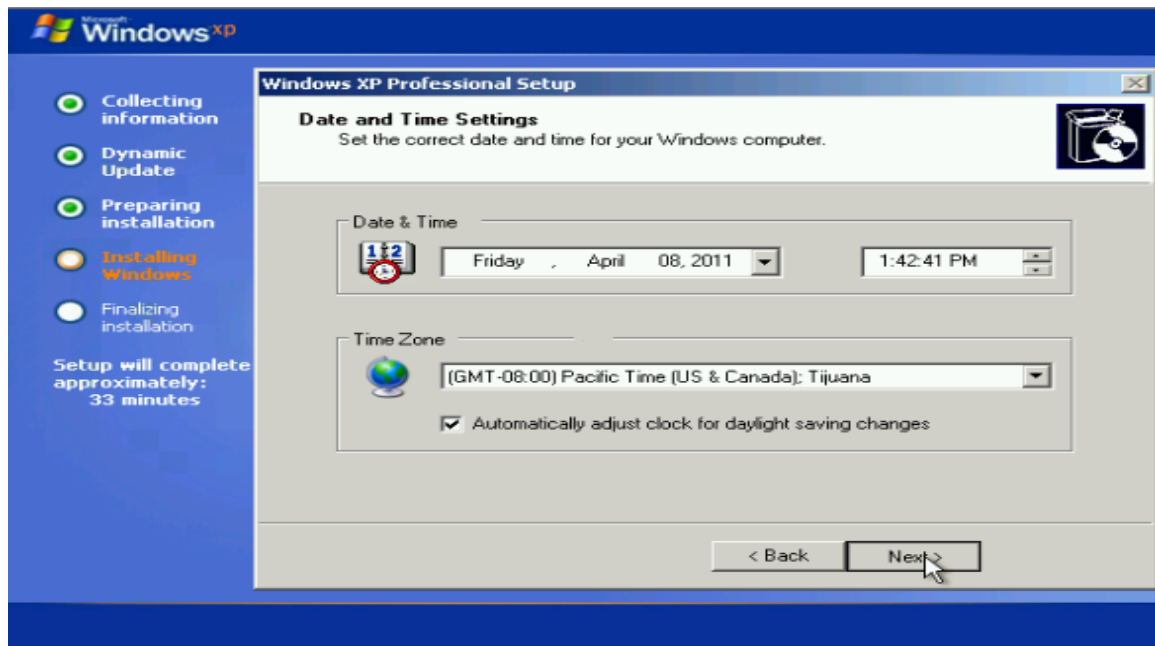 Microsoft
Windows xp
Windows XP Professional Setup
Date and Time Settings
Set the correct date and time for your Windows computer.
Collecting
information
Dynamic
Update
Preparing
installation
Installing
Windows
Finalizing
installation
Setup will complete
approximately:
33 minutes
Date & Time
Friday , April 08, 2011
1:42:41 PM
Time Zone
(GMT-08:00) Pacific Time (US & Canada); Tijuana
Automatically adjust clock for daylight saving changes
< Back
Next >